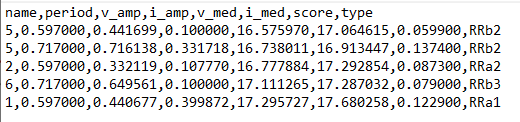 name,period,v_amp,i_amp,v_med,i_med,score,type
5,0.597000,0.441699,0.100000,16.575970,17.064615,0.059900,RRb2
5,0.717000,0.716138,0.331718,16.738011,16.913447,0.137400,RRb2
2,0.597000,0.332119,0.107770,16.777884,17.292854,0.087300,RRa2
6,0.717000,0.649561,0.100000,17.111265,17.287032,0.079000,RRb3
1,0.597000,0.440677,0.399872,17.295727,17.680258,0.122900,RRa1